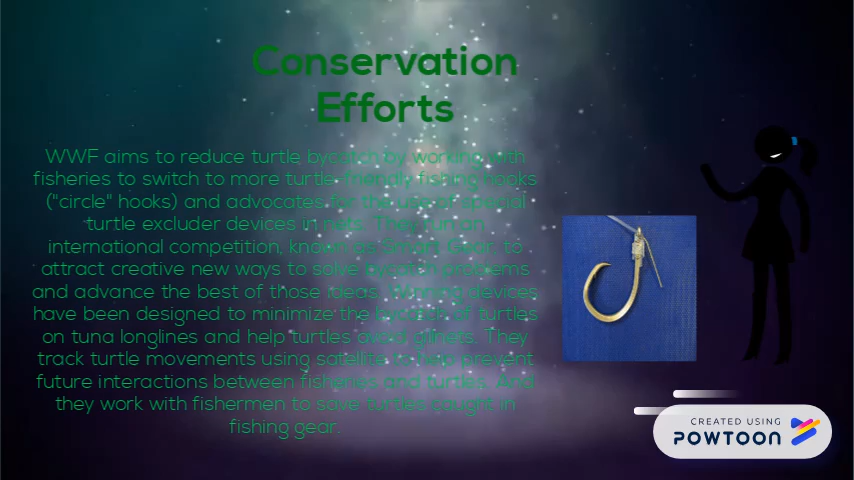 Conservation
Efforts
WWF aims to reduce turtle bycatch by working with
fisheries to switch to more turtle-friendly fishing hooks
("circle" hooks) and advocates for the use of special
turtle excluder devices in nets. They run an
international competition, known as Smart Gear, to
attract creative new ways to solve bycatch problems
and advance the best of those ideas. Winning devices
have been designed to minimize the bycatch of turtles
on tuna longlines and help turtles avoid gillnets. They
track turtle movements using satellite to help prevent
future interactions between fisheries and turtles. And
they work with fishermen to save turtles caught in
fishing gear.
CREATED USING
POWTOON